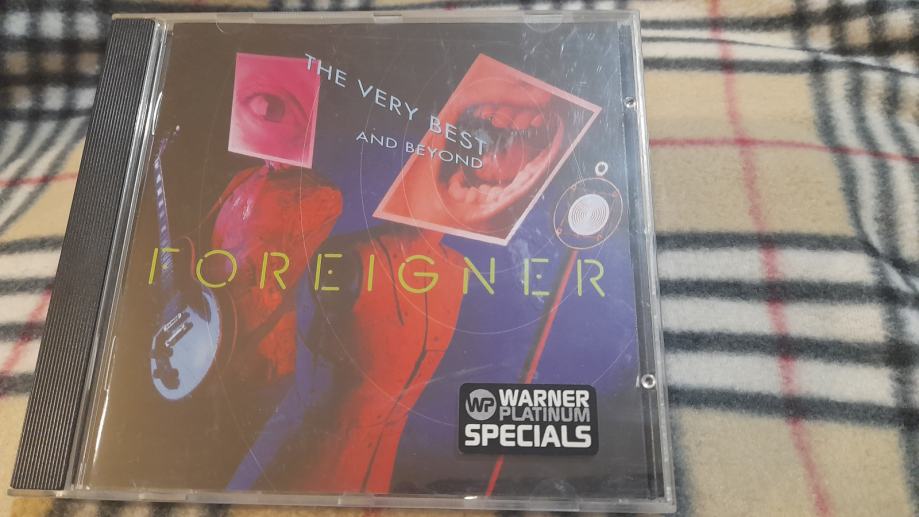 THE VERY BEST
AND BEYOND
FOREIGNER
WP WARNER
PLATINUM
SPECIALS